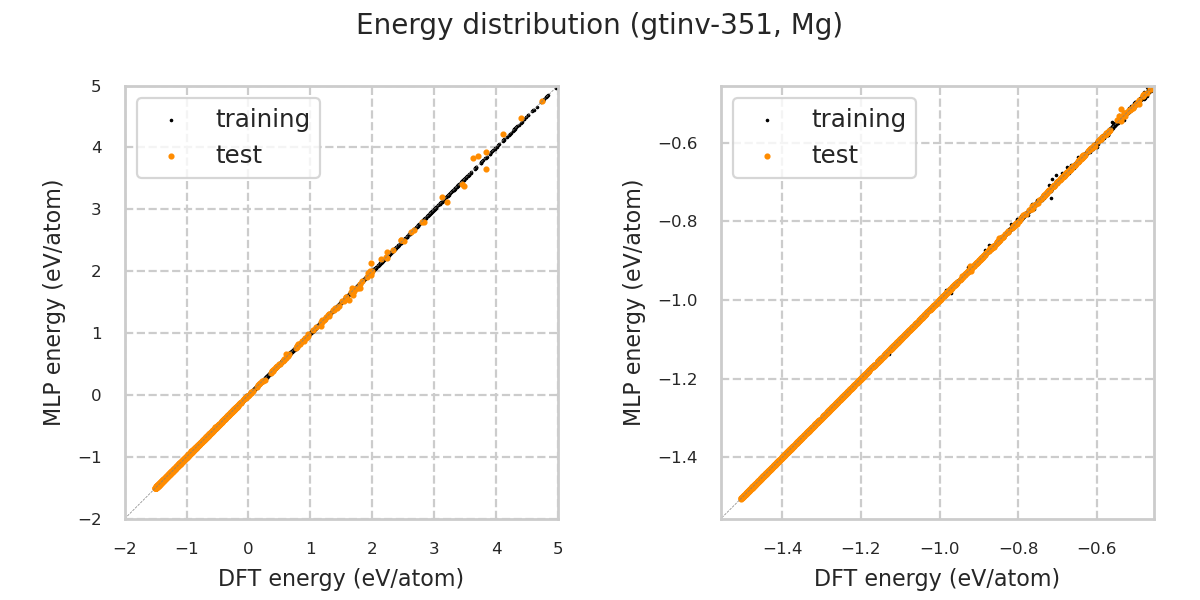 Energy distribution (gtinv-351, Mg)
5
4
3
2
1
0
−1
−2
MLP energy (eV/atom)
training
test
−2 −1 0 1 2 3 4 5
DFT energy (eV/atom)
−0.6
−0.8
−1.0
−1.2
−1.4
MLP energy (eV/atom)
training
test
−1.4 −1.2 −1.0 −0.8 −0.6
DFT energy (eV/atom)